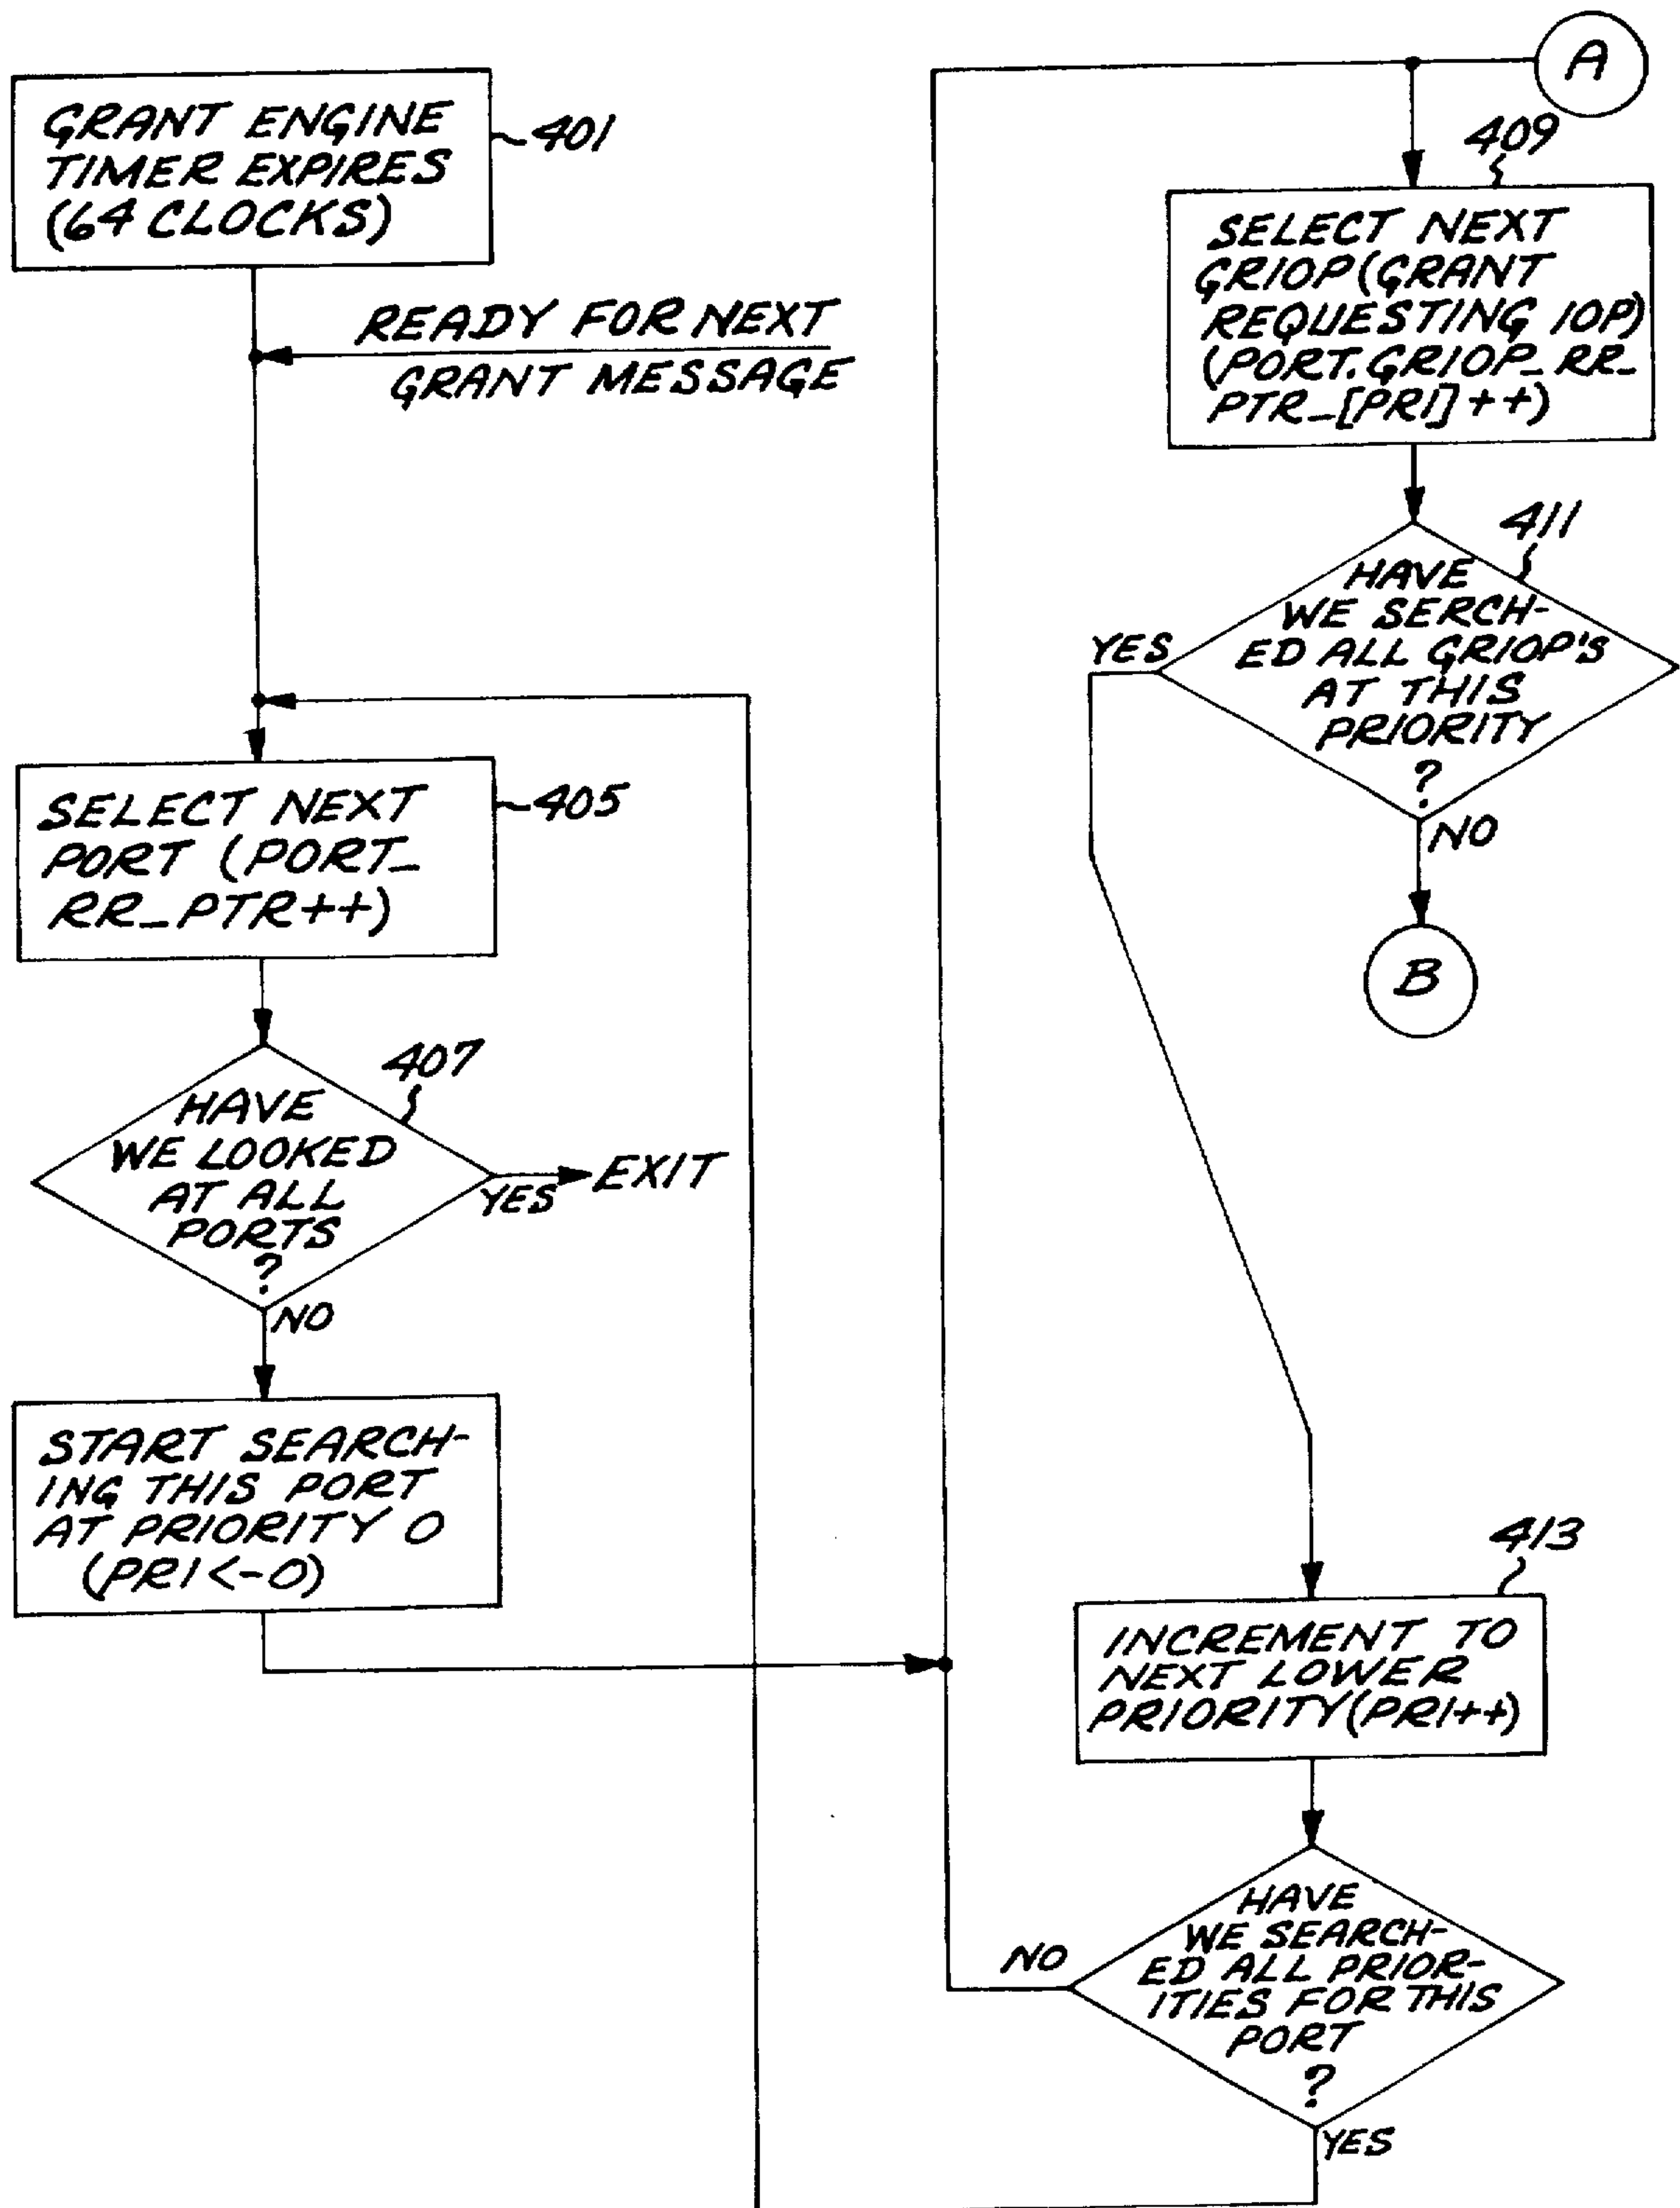 GRANT ENGINE
TIMER EXPIRES
(64 CLOCKS)
401
READY FOR NEXT
GRANT MESSAGE
SELECT NEXT
PORT (PORT_
RR_PTR++)
405
407
HAVE
WE LOOKED
AT ALL
PORTS
?
YES
EXIT
NO
START SEARCH-
ING THIS PORT
AT PRIORITY 0
(PRI<-0)
A
409
SELECT NEXT
GRIOP(GRANT
REQUESTING IOP)
(PORT.GRIOP_RR_
PTR_[PRI]++)
411
HAVE
WE SERCH-
ED ALL GRIOP'S
AT THIS
PRIORITY
?
YES
NO
B
413
INCREMENT TO
NEXT LOWER
PRIORITY(PRI++)
HAVE
WE SEARCH-
ED ALL PRIOR-
ITIES FOR THIS
PORT
?
NO
YES